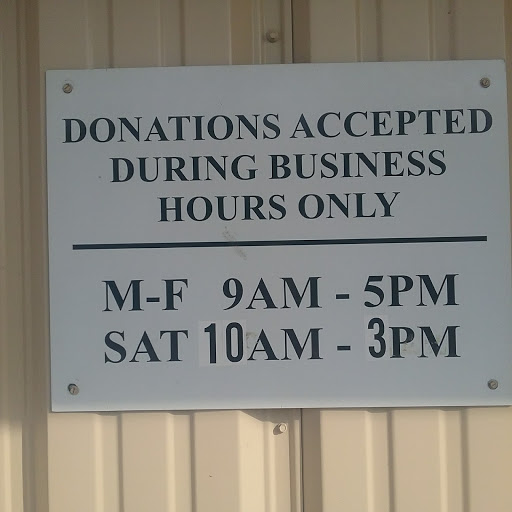 DONATIONS ACCEPTED
DURING BUSINESS
HOURS ONLY
M-F 9AM - 5PM
SAT 10AM - 3PM